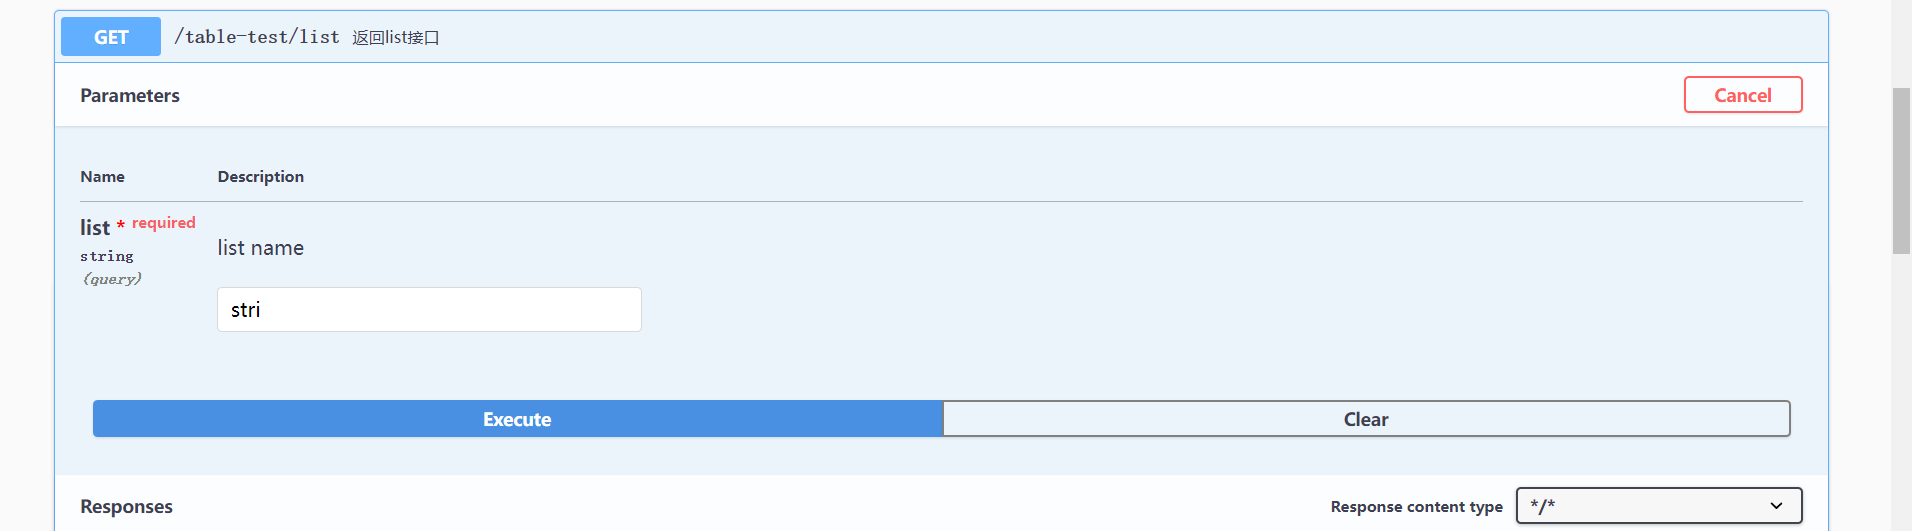 GET /table-test/list 返回list接口
Parameters Cancel
Name Description
list * required
string
(query)
list name
stri
Execute Clear
Responses Response content type */*